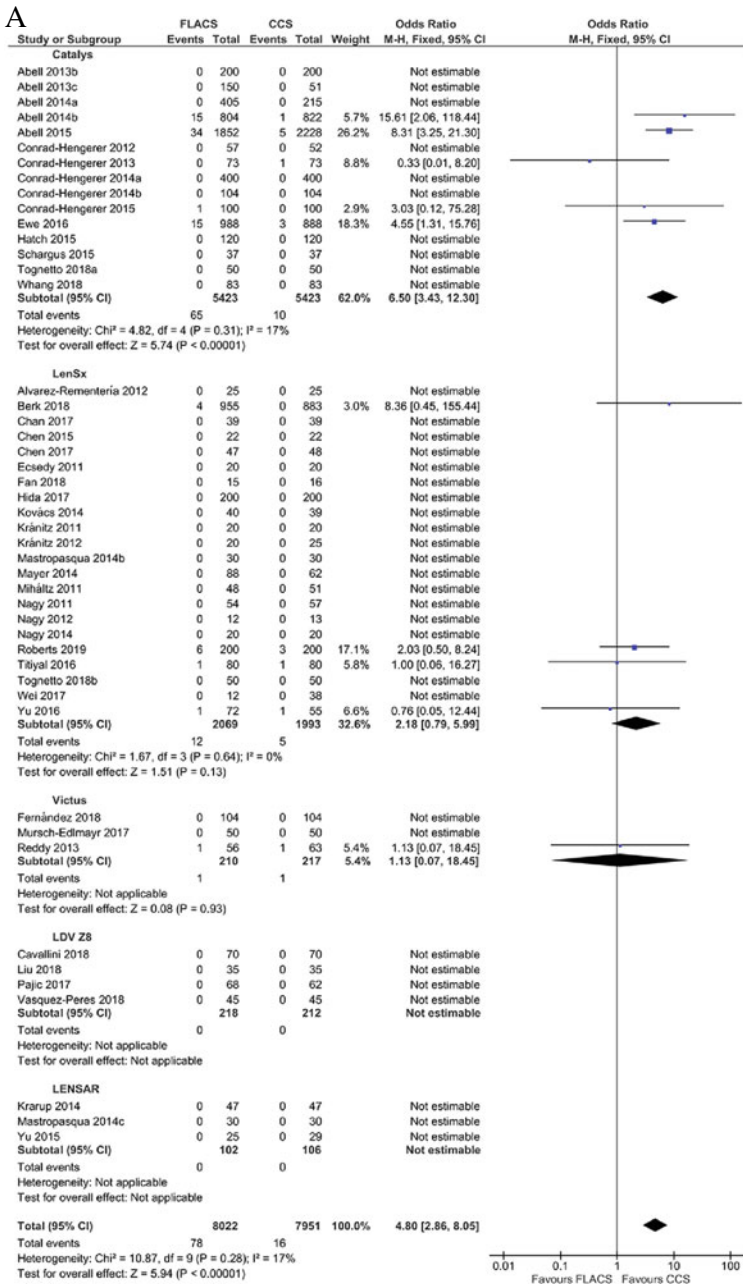 A
FLACS CCS Odds Ratio Odds Ratio
Study or Subgroup Events Total Events Total Weight M-H, Fixed, 95% CI M-H, Fixed, 95% CI
Catalys
Abell 2013b 0 200 0 200 Not estimable
Abell 2013c 0 150 0 51 Not estimable
Abell 2014a 0 405 0 215 Not estimable
Abell 2014b 15 804 1 822 5.7% 15.61 [2.06, 118.44]
Abell 2015 34 1852 5 2228 26.2% 8.31 [3.25, 21.30]
Conrad-Hengerer 2012 0 57 0 52 Not estimable
Conrad-Hengerer 2013 0 73 1 73 8.8% 0.33 [0.01, 8.20]
Conrad-Hengerer 2014a 0 400 0 400 Not estimable
Conrad-Hengerer 2014b 0 104 0 104 Not estimable
Conrad-Hengerer 2015 1 100 0 100 2.9% 3.03 [0.12, 75.28]
Ewe 2016 15 988 3 888 18.3% 4.55 [1.31, 15.76]
Hatch 2015 0 120 0 120 Not estimable
Schargus 2015 0 37 0 37 Not estimable
Tognetto 2018a 0 50 0 50 Not estimable
Whang 2018 0 83 0 83 Not estimable
Subtotal (95% CI) 5423 5423 62.0% 6.50 [3.43, 12.30]
Total events 65 10
Heterogeneity: Chi² = 4.82, df = 4 (P = 0.31); I² = 17%
Test for overall effect: Z = 5.74 (P < 0.00001)
LenSx
Alvarez-Rementería 2012 0 25 0 25 Not estimable
Berk 2018 4 955 0 883 3.0% 8.36 [0.45, 155.44]
Chan 2017 0 39 0 39 Not estimable
Chen 2015 0 22 0 22 Not estimable
Chen 2017 0 47 0 48 Not estimable
Ecsedy 2011 0 20 0 20 Not estimable
Fan 2018 0 15 0 16 Not estimable
Hida 2017 0 200 0 200 Not estimable
Kovács 2014 0 40 0 39 Not estimable
Kránitz 2011 0 20 0 20 Not estimable
Kránitz 2012 0 20 0 25 Not estimable
Mastropasqua 2014b 0 30 0 30 Not estimable
Mayer 2014 0 88 0 62 Not estimable
Miháltz 2011 0 48 0 51 Not estimable
Nagy 2011 0 54 0 57 Not estimable
Nagy 2012 0 12 0 13 Not estimable
Nagy 2014 0 20 0 20 Not estimable
Roberts 2019 6 200 3 200 17.1% 2.03 [0.50, 8.24]
Titiyal 2016 1 80 1 80 5.8% 1.00 [0.06, 16.27]
Tognetto 2018b 0 50 0 50 Not estimable
Wei 2017 0 12 0 38 Not estimable
Yu 2016 1 72 1 55 6.6% 0.76 [0.05, 12.44]
Subtotal (95% CI) 2069 1993 32.6% 2.18 [0.79, 5.99]
Total events 12 5
Heterogeneity: Chi² = 1.67, df = 3 (P = 0.64); I² = 0%
Test for overall effect: Z = 1.51 (P = 0.13)
Victus
Fernández 2018 0 104 0 104 Not estimable
Mursch-Edlmayr 2017 0 50 0 50 Not estimable
Reddy 2013 1 56 1 63 5.4% 1.13 [0.07, 18.45]
Subtotal (95% CI) 210 217 5.4% 1.13 [0.07, 18.45]
Total events 1 1
Heterogeneity: Not applicable
Test for overall effect: Z = 0.08 (P = 0.93)
LDV Z8
Cavallini 2018 0 70 0 70 Not estimable
Liu 2018 0 35 0 35 Not estimable
Pajic 2017 0 68 0 62 Not estimable
Vasquez-Peres 2018 0 45 0 45 Not estimable
Subtotal (95% CI) 218 212 Not estimable
Total events 0 0
Heterogeneity: Not applicable
Test for overall effect: Not applicable
LENSAR
Krarup 2014 0 47 0 47 Not estimable
Mastropasqua 2014c 0 30 0 30 Not estimable
Yu 2015 0 25 0 29 Not estimable
Subtotal (95% CI) 102 106 Not estimable
Total events 0 0
Heterogeneity: Not applicable
Test for overall effect: Not applicable
Total (95% CI) 8022 7951 100.0% 4.80 [2.86, 8.05]
Total events 78 16
Heterogeneity: Chi² = 10.87, df = 9 (P = 0.28); I² = 17%
Test for overall effect: Z = 5.94 (P < 0.00001)
0.01 0.1 1 10 100
Favours FLACS Favours CCS